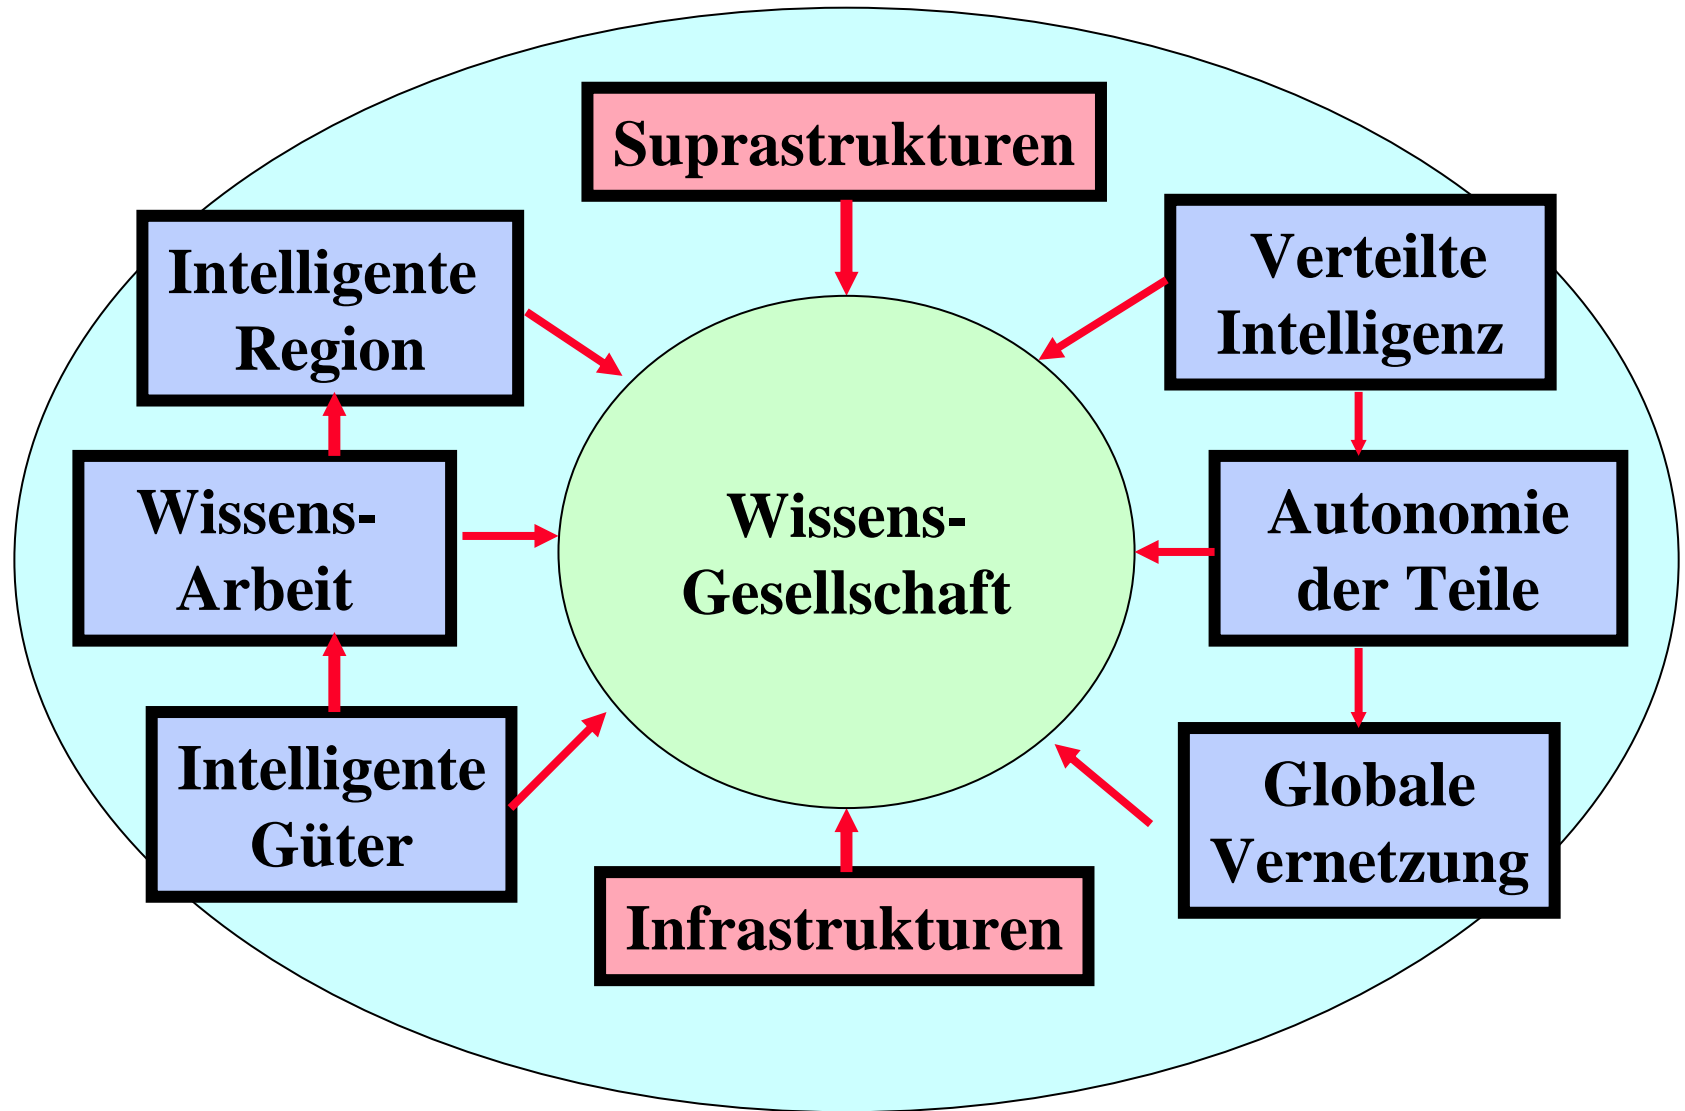 Suprastrukturen
Intelligente
Region
Verteilte
Intelligenz
Wissens-
Arbeit
Wissens-
Gesellschaft
Autonomie
der Teile
Intelligente
Güter
Globale
Vernetzung
Infrastrukturen